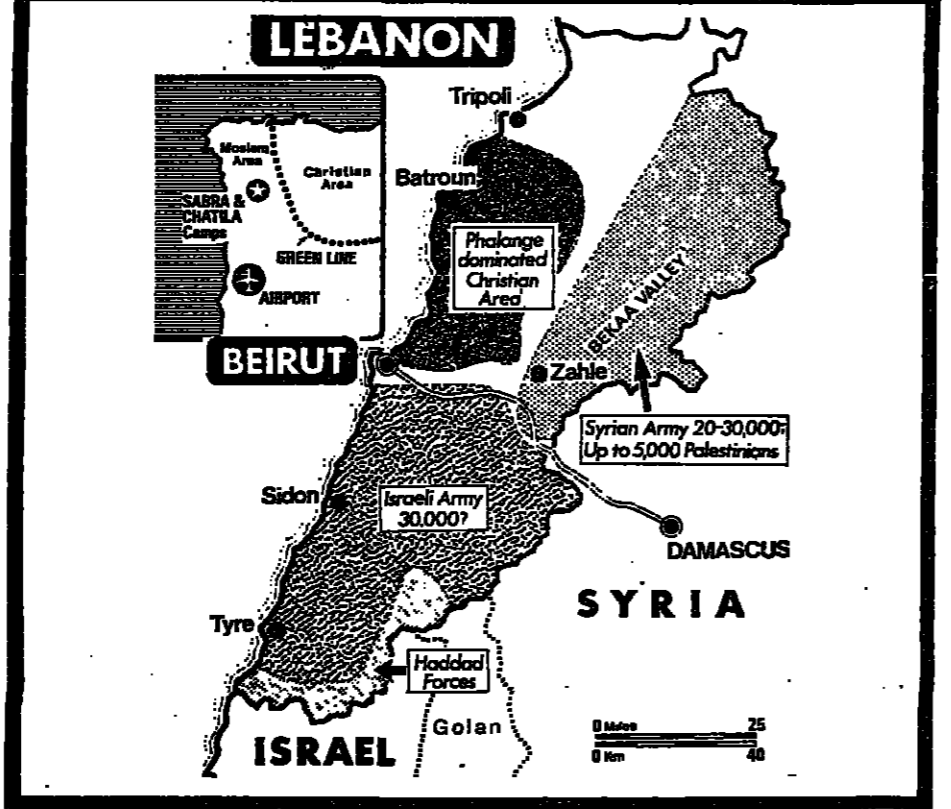 LEBANON
Tripoli
Moslem
Area
Christian
Area
SABRA &
CHATILA
Camps
GREEN LINE
AIRPORT
Batroun
Phalange
dominated
Christian
Area
BEKAA VALLEY
BEIRUT
Zahle
Syrian Army 20-30,000?
Up to 5,000 Palestinians
Sidon
Israeli Army
30,000?
DAMASCUS
SYRIA
Tyre
Haddad
Forces
Golan
ISRAEL
0 Miles 25
0 Km 40